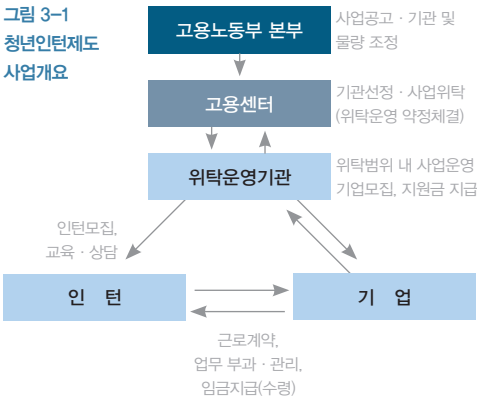 그림 3-1
청년인턴제도
사업개요
고용노동부 본부
사업공고 · 기관 및
물량 조정
고용센터
기관선정 · 사업위탁
(위탁운영 약정체결)
위탁운영기관
위탁범위 내 사업운영
기업모집, 지원금 지급
인턴모집,
교육 · 상담
인 턴
기 업
근로계약,
업무 부과 · 관리,
임금지급(수령)